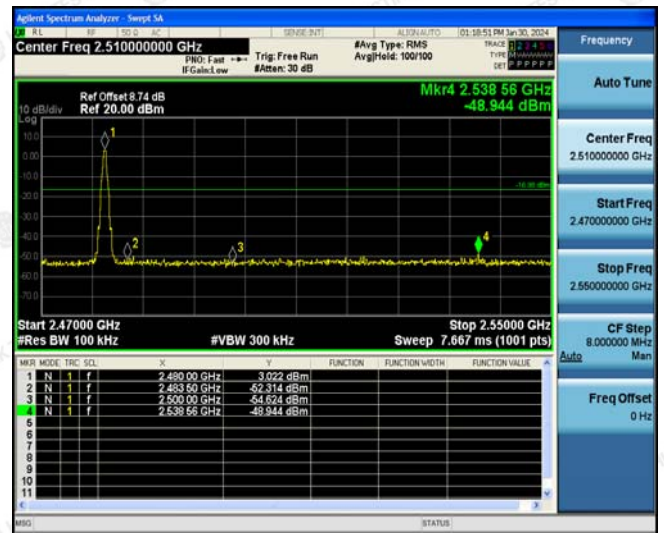 Agilent Spectrum Analyzer - Swept SA
RL RF 50 Ω AC SENSE:INT ALIGNAUTO 01:18:51 PM Jan 30, 2024
Center Freq 2.510000000 GHz
PNO: Fast
IFGain:Low
Trig: Free Run
#Atten: 30 dB
#Avg Type: RMS
Avg|Hold: 100/100
TRACE 1 2 3 4 5 6
TYPE
DET P P P P P P
Mkr4 2.538 56 GHz
-48.944 dBm
Ref Offset 8.74 dB
10 dB/div Ref 20.00 dBm
Log
10.0
0.00
-10.0
-20.0
-30.0
-40.0
-50.0
-60.0
-70.0
1
2
3
4
Start 2.47000 GHz Stop 2.55000 GHz
#Res BW 100 kHz #VBW 300 kHz Sweep 7.667 ms (1001 pts)
MKR MODE TRC SCL X Y FUNCTION FUNCTION WIDTH FUNCTION VALUE
1 N 1 f 2.480 00 GHz 3.022 dBm
2 N 1 f 2.483 50 GHz -52.314 dBm
3 N 1 f 2.500 00 GHz -54.624 dBm
4 N 1 f 2.538 56 GHz -48.944 dBm
5
6
7
8
9
10
11
MSG STATUS
Frequency
Auto Tune
Center Freq
2.510000000 GHz
Start Freq
2.470000000 GHz
Stop Freq
2.550000000 GHz
CF Step
8.000000 MHz
Auto Man
Freq Offset
0 Hz